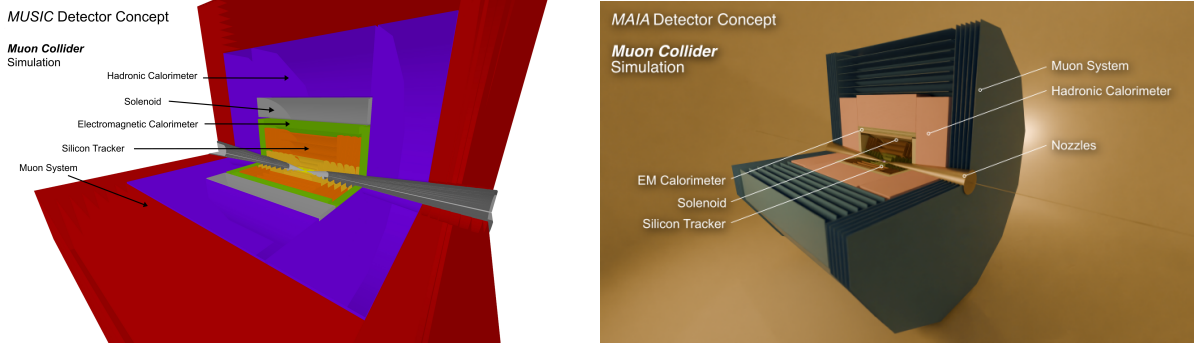 MUSIC Detector Concept
Muon Collider
Simulation
Hadronic Calorimeter
Solenoid
Electromagnetic Calorimeter
Silicon Tracker
Muon System
MAIA Detector Concept
Muon Collider
Simulation
Muon System
Hadronic Calorimeter
Nozzles
EM Calorimeter
Solenoid
Silicon Tracker